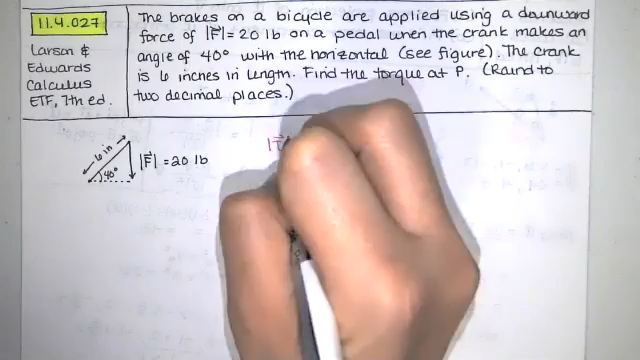 11.4.027
Larson &
Edwards
Calculus
ETF, 7th ed.
The brakes on a bicycle are applied using a downward
force of |F⃗|=20 lb on a pedal when the crank makes an
angle of 40° with the horizontal (see figure). The crank
is 6 inches in length. Find the torque at P. (Round to
two decimal places.)
6 in
40°
|F⃗| = 20 lb